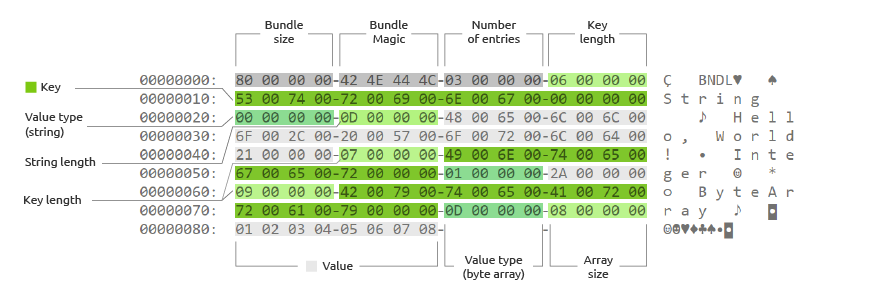 Bundle size
Bundle Magic
Number of entries
Key length
Key
Value type (string)
String length
Key length
00000000: 80 00 00 00-42 4E 44 4C-03 00 00 00-06 00 00 00 Ç BNDL♥ ♠
00000010: 53 00 74 00-72 00 69 00-6E 00 67 00-00 00 00 00 S t r i n g
00000020: 00 00 00 00-0D 00 00 00-48 00 65 00-6C 00 6C 00 ♪ H e l l
00000030: 6F 00 2C 00-20 00 57 00-6F 00 72 00-6C 00 64 00 o , W o r l d
00000040: 21 00 00 00-07 00 00 00-49 00 6E 00-74 00 65 00 ! • I n t e
00000050: 67 00 65 00-72 00 00 00-01 00 00 00-2A 00 00 00 g e r ☺ *
00000060: 09 00 00 00-42 00 79 00-74 00 65 00-41 00 72 00 o B y t e A r
00000070: 72 00 61 00-79 00 00 00-0D 00 00 00-08 00 00 00 r a y ♪ ◘
00000080: 01 02 03 04-05 06 07 08- - ☺☻♥♦♣♠•◘
Value
Value type (byte array)
Array size